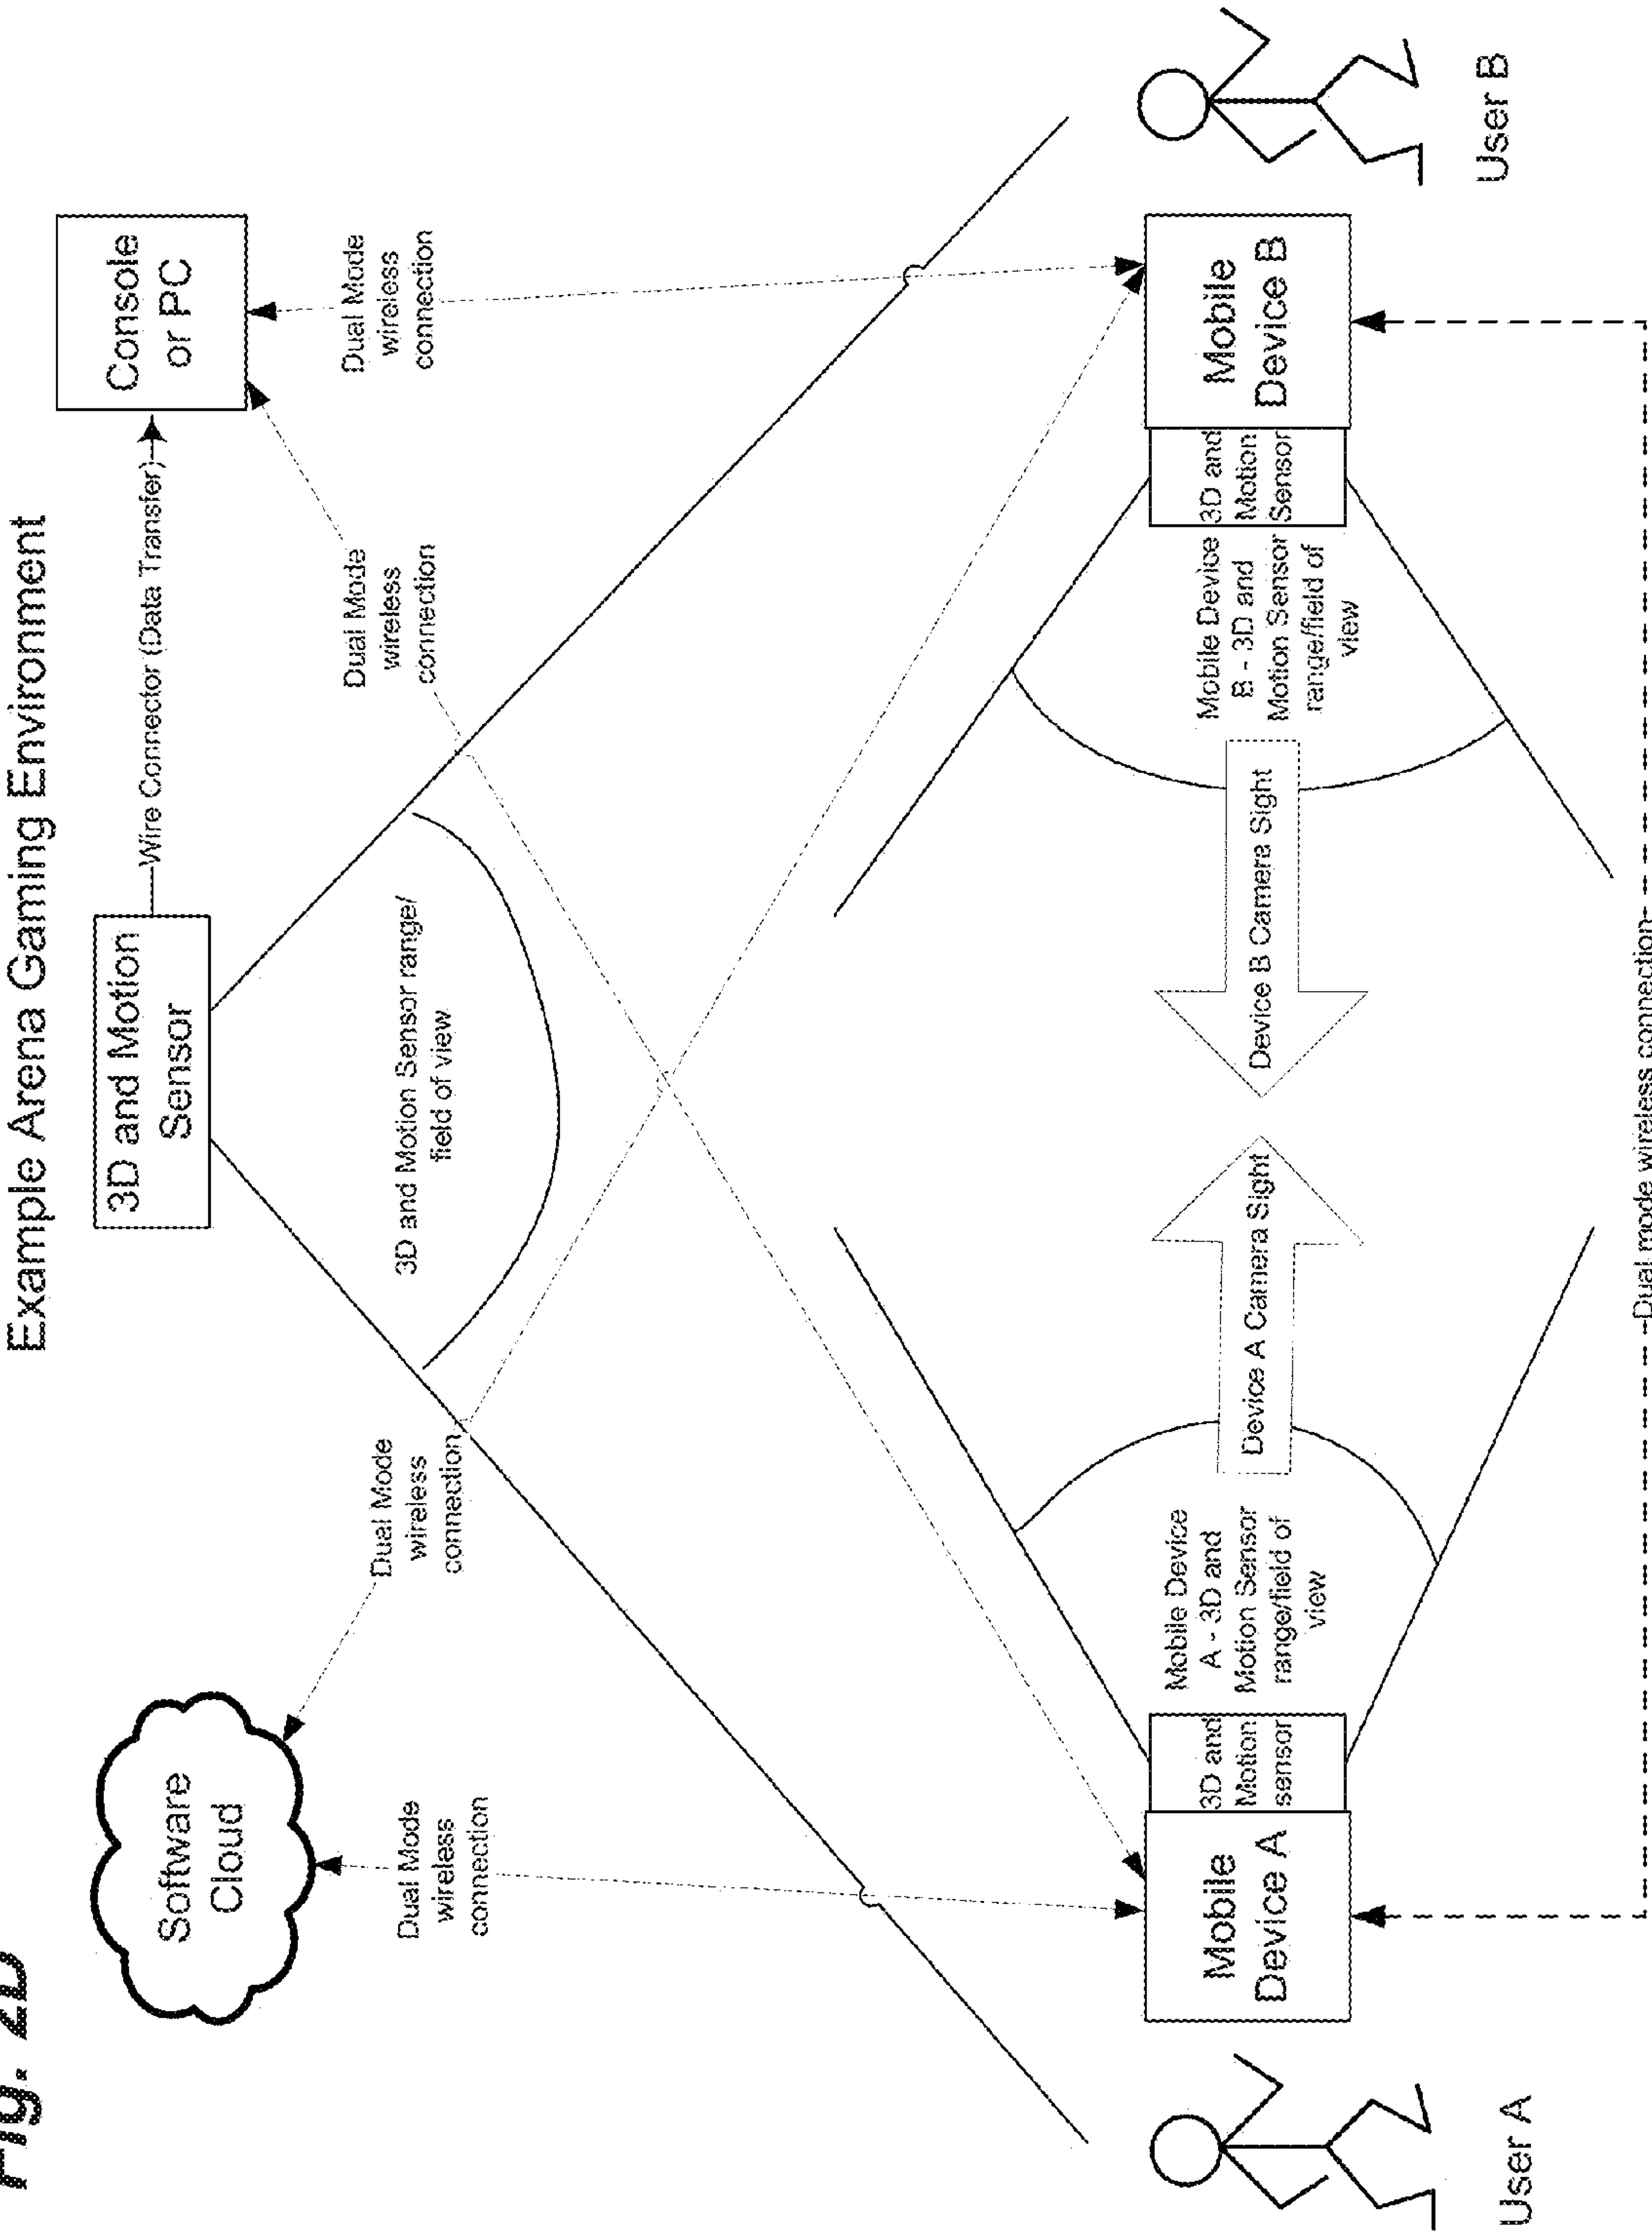 Fig. 2D
Example Arena Gaming Environment
Software
Cloud
3D and Motion
Sensor
Wire Connector (Data Transfer)
Console
or PC
Dual Mode
wireless
connection
Dual Mode
wireless
connection
3D and Motion Sensor range/
field of view
Dual Mode
wireless
connection
Dual Mode
wireless
connection
User A
Mobile
Device A
3D and
Motion
sensor
Mobile Device
A - 3D and
Motion Sensor
range/field of
view
Device A Camera Sight
Device B Camere Sight
Mobile Device
B - 3D and
Motion Sensor
range/field of
view
3D and
Motion
Sensor
Mobile
Device B
User B
Dual mode wireless connection